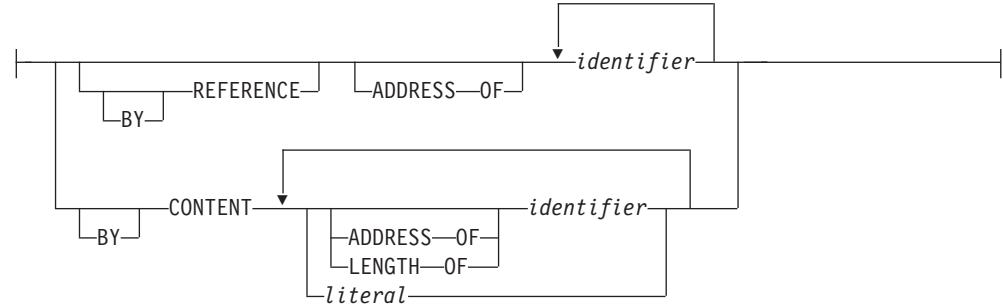 identifier
REFERENCE ADDRESS OF
BY
CONTENT identifier
BY ADDRESS OF
LENGTH OF
literal